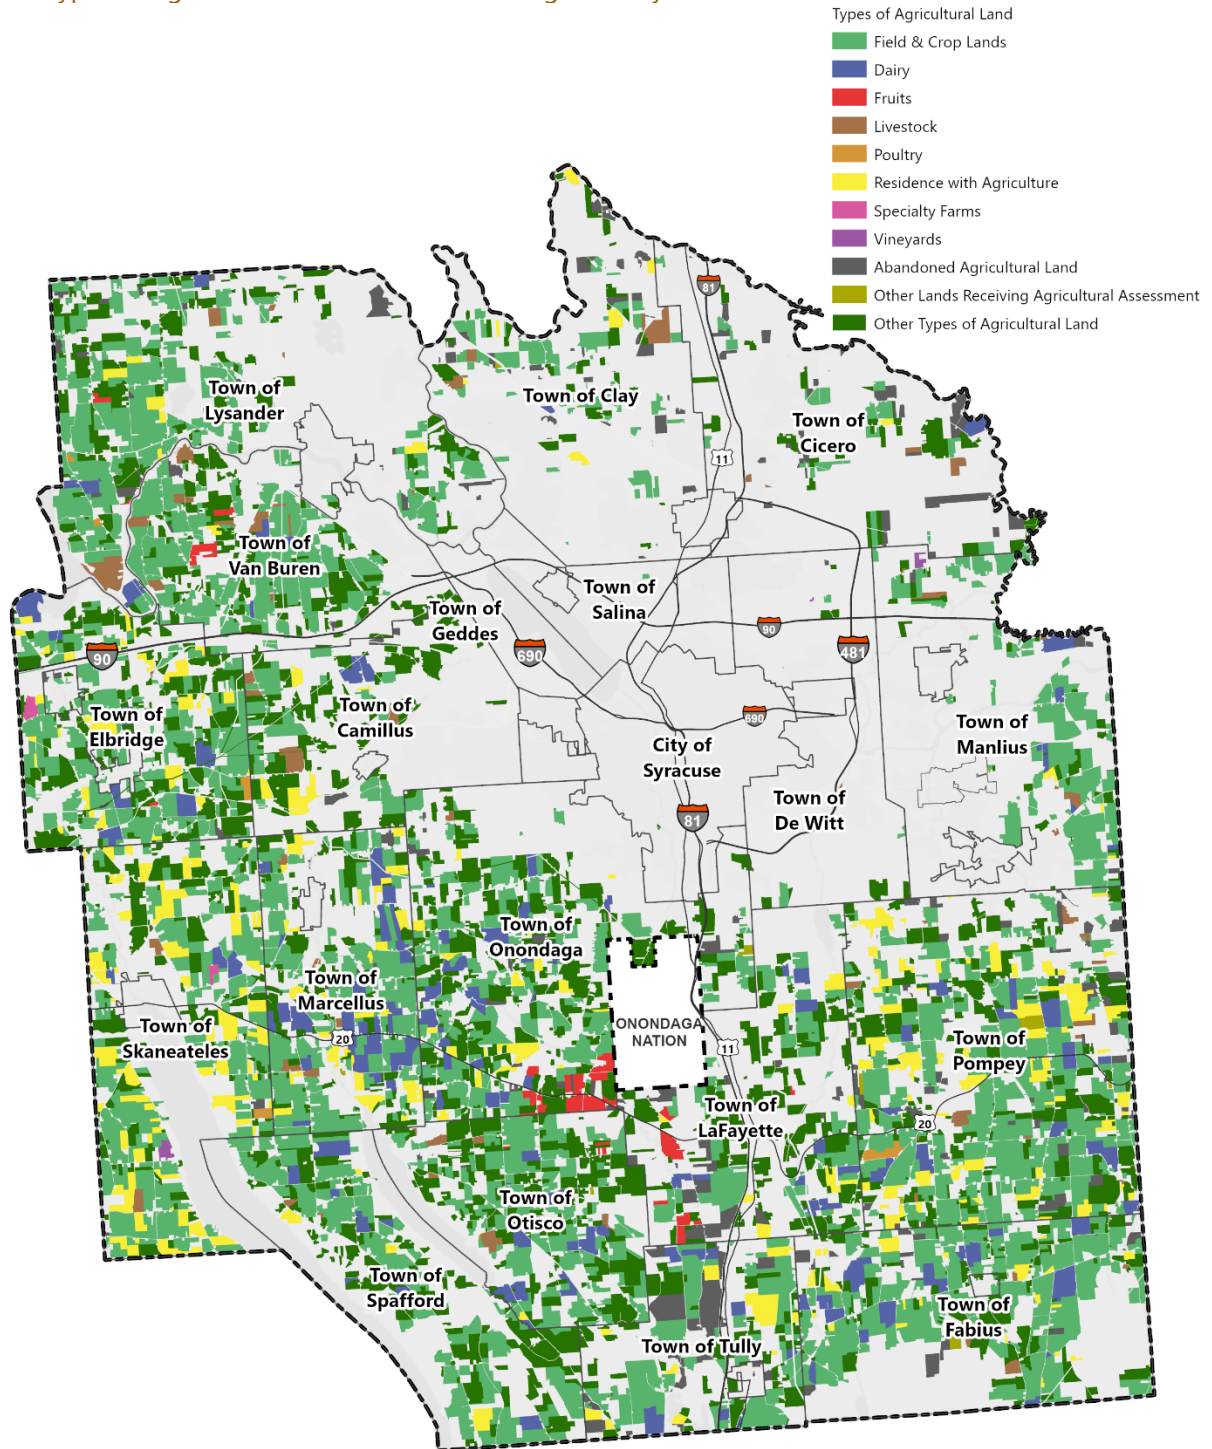 Types of Agricultural Land
Field & Crop Lands
Dairy
Fruits
Livestock
Poultry
Residence with Agriculture
Specialty Farms
Vineyards
Abandoned Agricultural Land
Other Lands Receiving Agricultural Assessment
Other Types of Agricultural Land
81
Town of
Lysander
Town of Clay
Town of
Cicero
11
Town of
Van Buren
Town of
Salina
Town of
Geddes
90
690
481
90
Town of
Elbridge
Town of
Camillus
690
City of
Syracuse
Town of
Manlius
81
Town of
De Witt
Town of
Onondaga
Town of
Marcellus
Town of
Skaneateles
20
ONONDAGA
NATION
11
Town of
Pompey
Town of
LaFayette
20
Town of
Otisco
Town of
Spafford
Town of
Fabius
Town of Tully